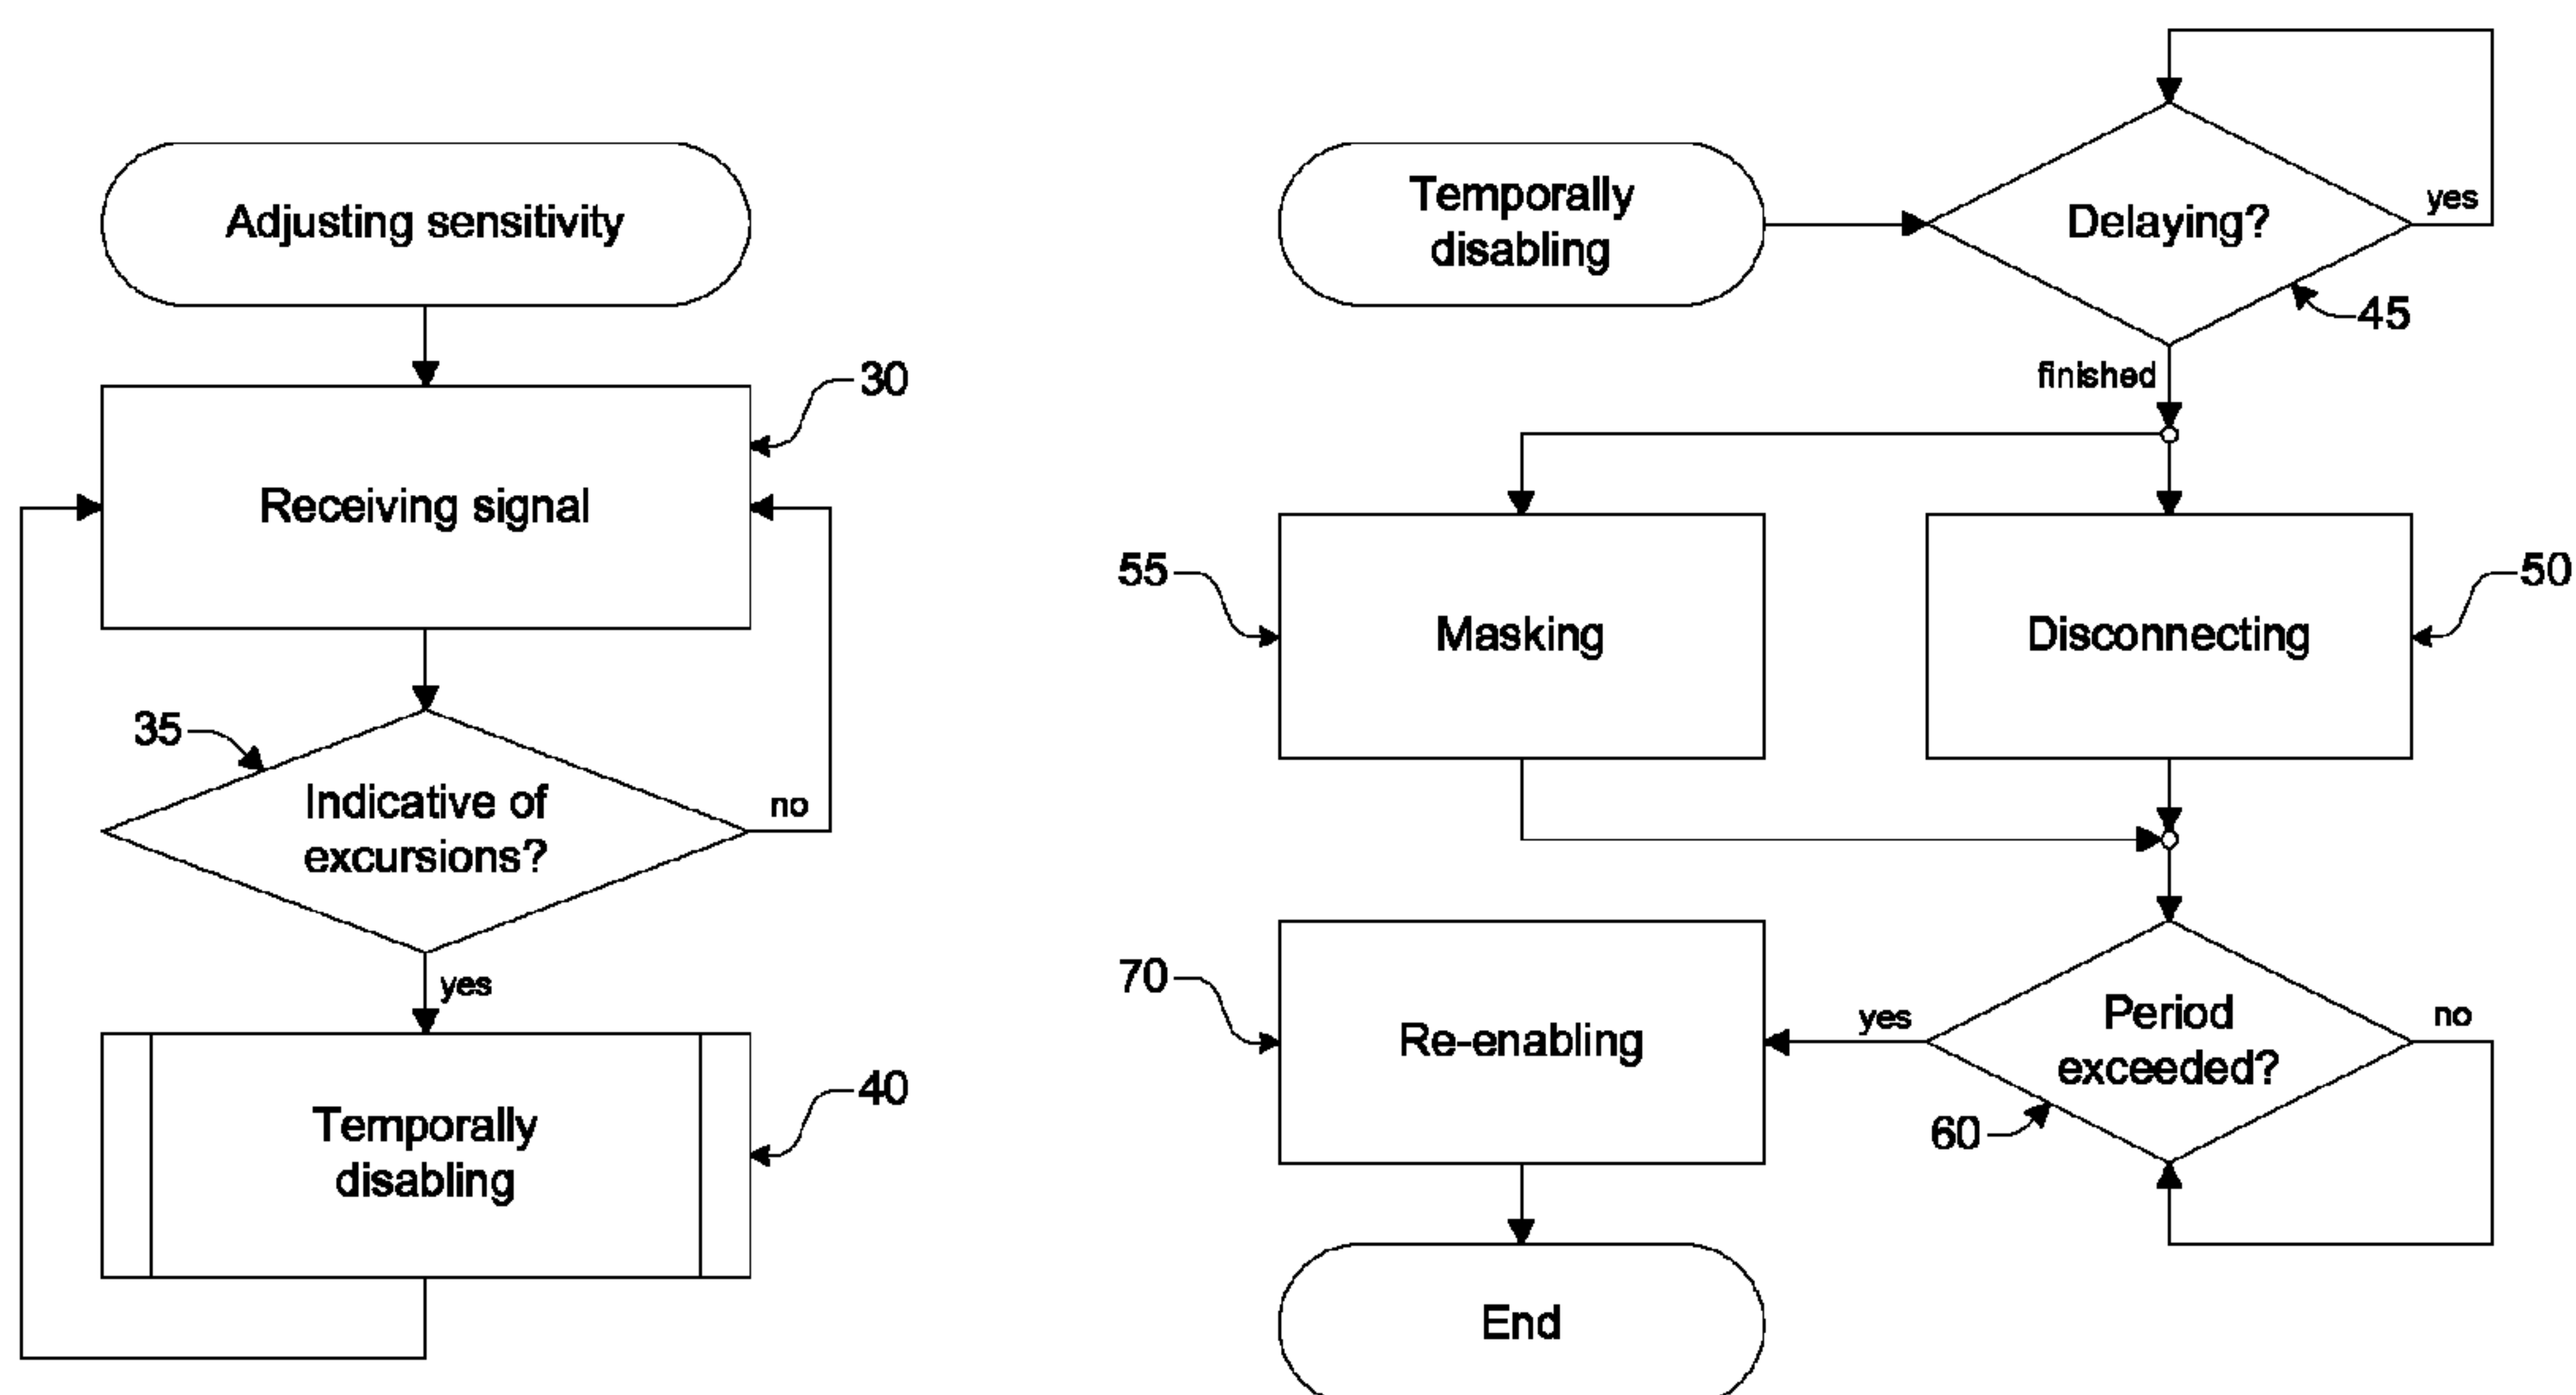 Adjusting sensitivity
30
Receiving signal
35
Indicative of
excursions?
no
yes
40
Temporally
disabling
Temporally
disabling
Delaying?
yes
45
finished
55
Masking
Disconnecting
50
70
Re-enabling
yes
Period
exceeded?
no
60
End